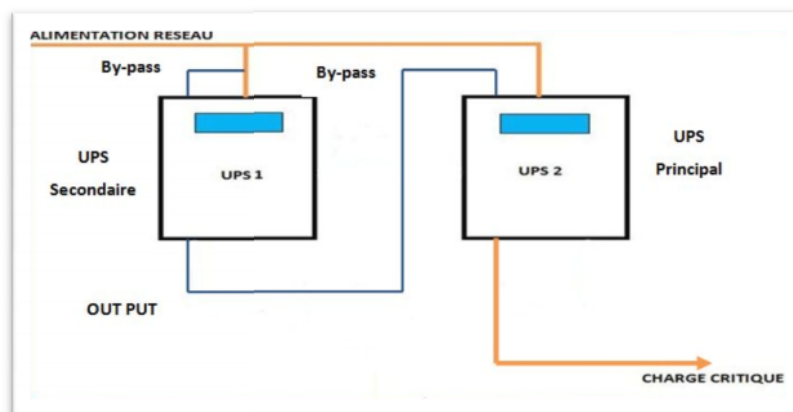 ALIMENTATION RESEAU
By-pass
By-pass
UPS
Secondaire
UPS 1
UPS 2
UPS
Principal
OUT PUT
CHARGE CRITIQUE